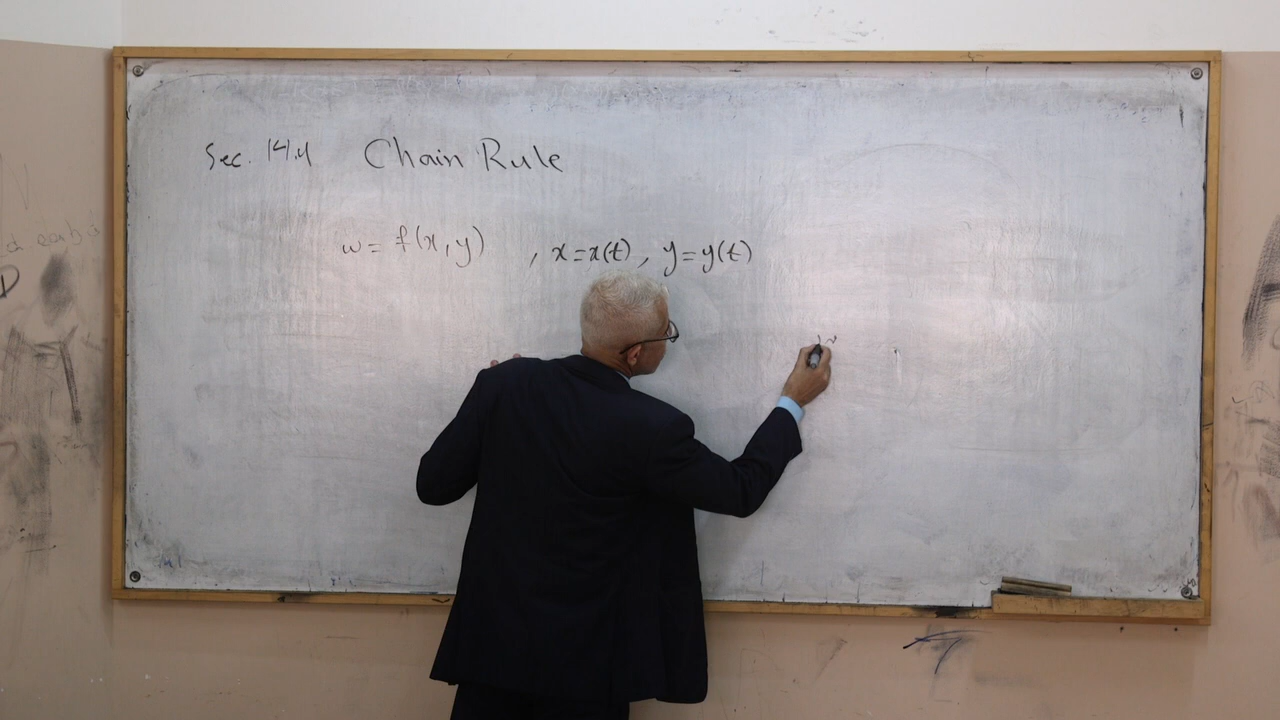 Sec. 14.4 Chain Rule
w = f(x, y) , x = x(t) , y = y(t)